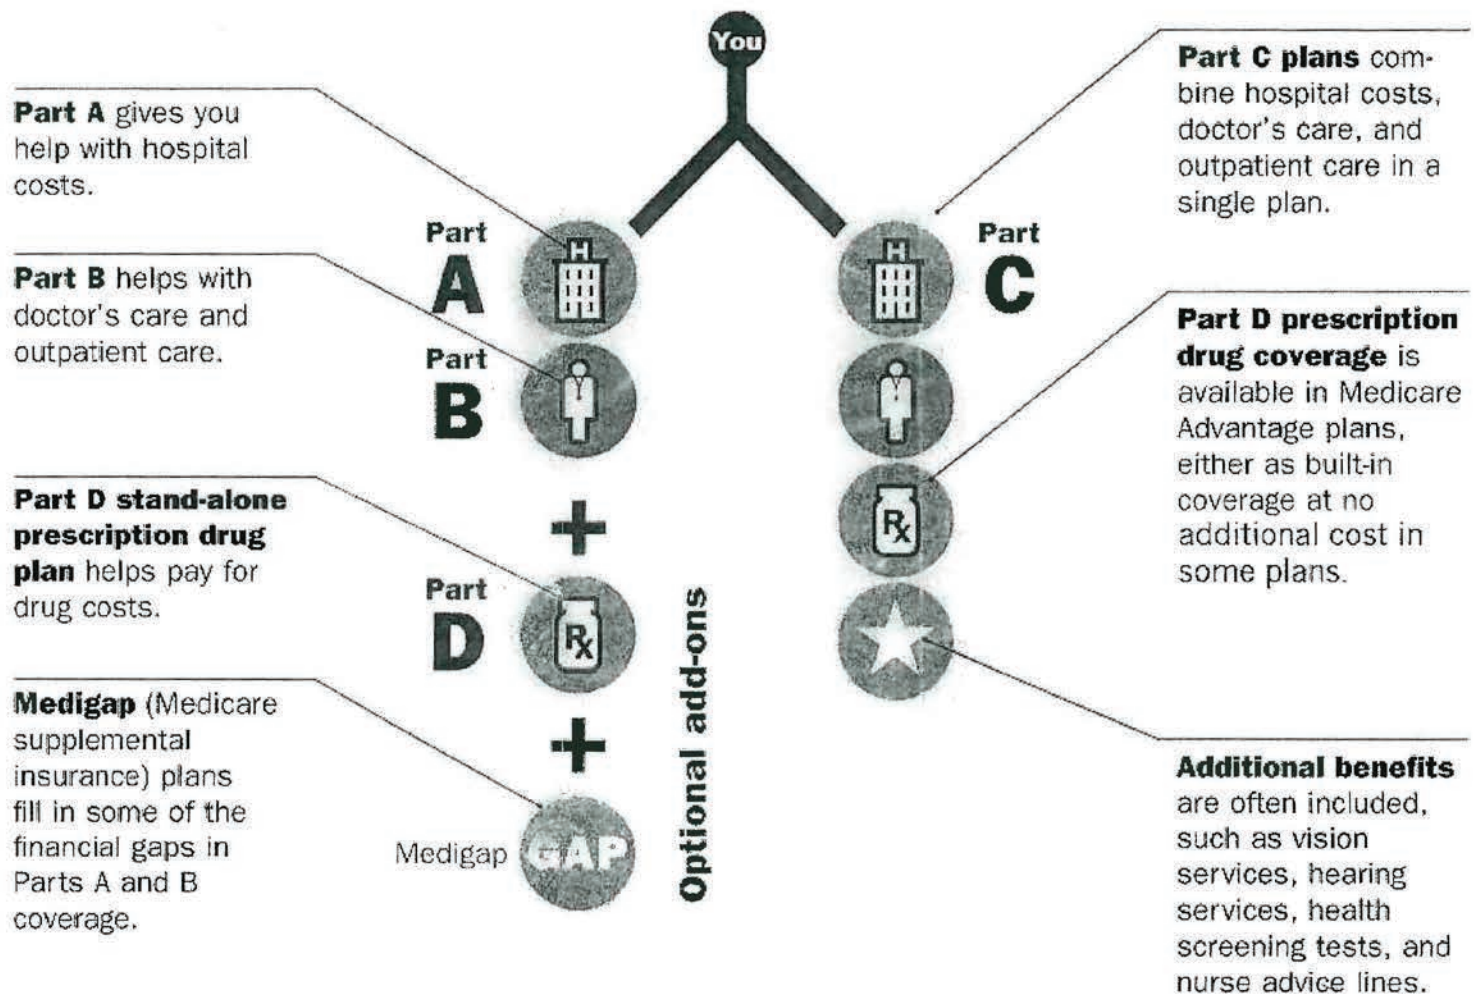 You
Part A gives you
help with hospital
costs.
Part B helps with
doctor's care and
outpatient care.
Part D stand-alone
prescription drug
plan helps pay for
drug costs.
Medigap (Medicare
supplemental
insurance) plans
fill in some of the
financial gaps in
Parts A and B
coverage.
Part
A
H
Part
B
Part
D
Rx
Medigap
GAP
Optional add-ons
H
Part
C
Rx
Part C plans com-
bine hospital costs,
doctor's care, and
outpatient care in a
single plan.
Part D prescription
drug coverage is
available in Medicare
Advantage plans,
either as built-in
coverage at no
additional cost in
some plans.
Additional benefits
are often included,
such as vision
services, hearing
services, health
screening tests, and
nurse advice lines.